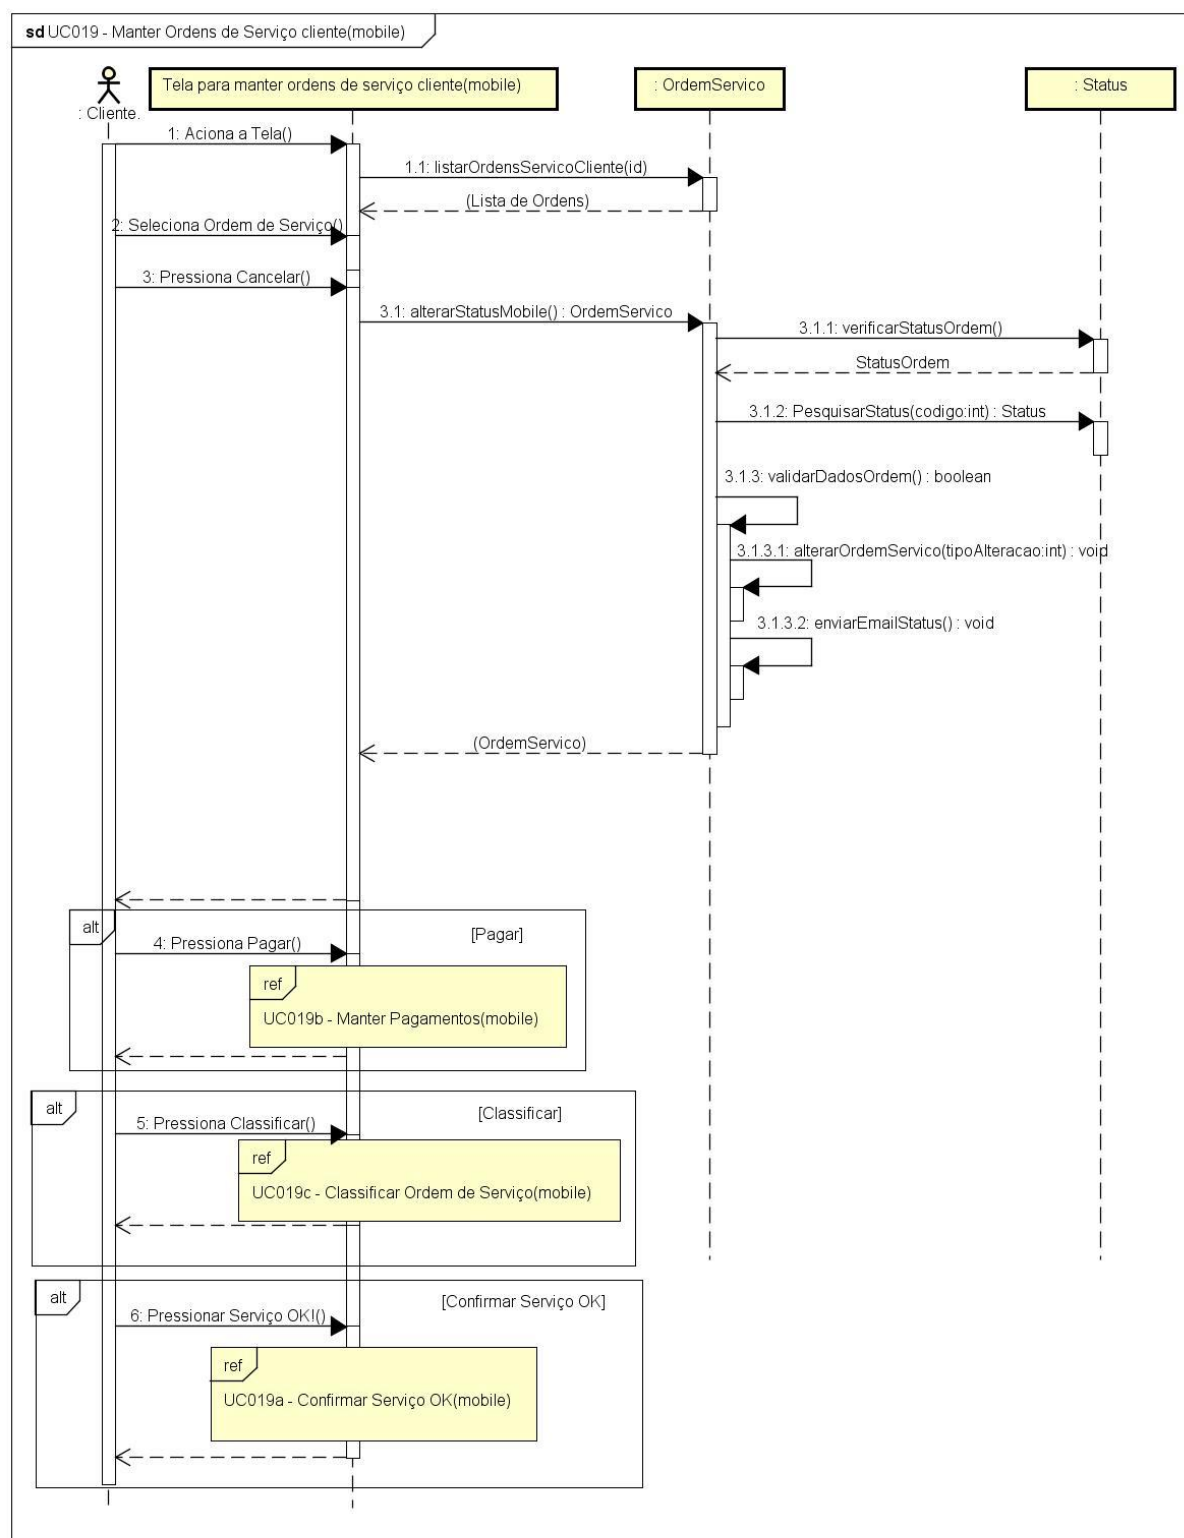 sd UC019 - Manter Ordens de Serviço cliente(mobile)
: Cliente.
Tela para manter ordens de serviço cliente(mobile)
: OrdemServico
: Status
1: Aciona a Tela()
1.1: listarOrdensServicoCliente(id)
(Lista de Ordens)
2: Seleciona Ordem de Serviço()
3: Pressiona Cancelar()
3.1: alterarStatusMobile() : OrdemServico
3.1.1: verificarStatusOrdem()
StatusOrdem
3.1.2: PesquisarStatus(codigo:int) : Status
3.1.3: validarDadosOrdem() : boolean
3.1.3.1: alterarOrdemServico(tipoAlteracao:int) : void
3.1.3.2: enviarEmailStatus() : void
(OrdemServico)
alt
[Pagar]
4: Pressiona Pagar()
ref
UC019b - Manter Pagamentos(mobile)
alt
[Classificar]
5: Pressiona Classificar()
ref
UC019c - Classificar Ordem de Serviço(mobile)
alt
[Confirmar Serviço OK]
6: Pressionar Serviço OK!()
ref
UC019a - Confirmar Serviço OK(mobile)